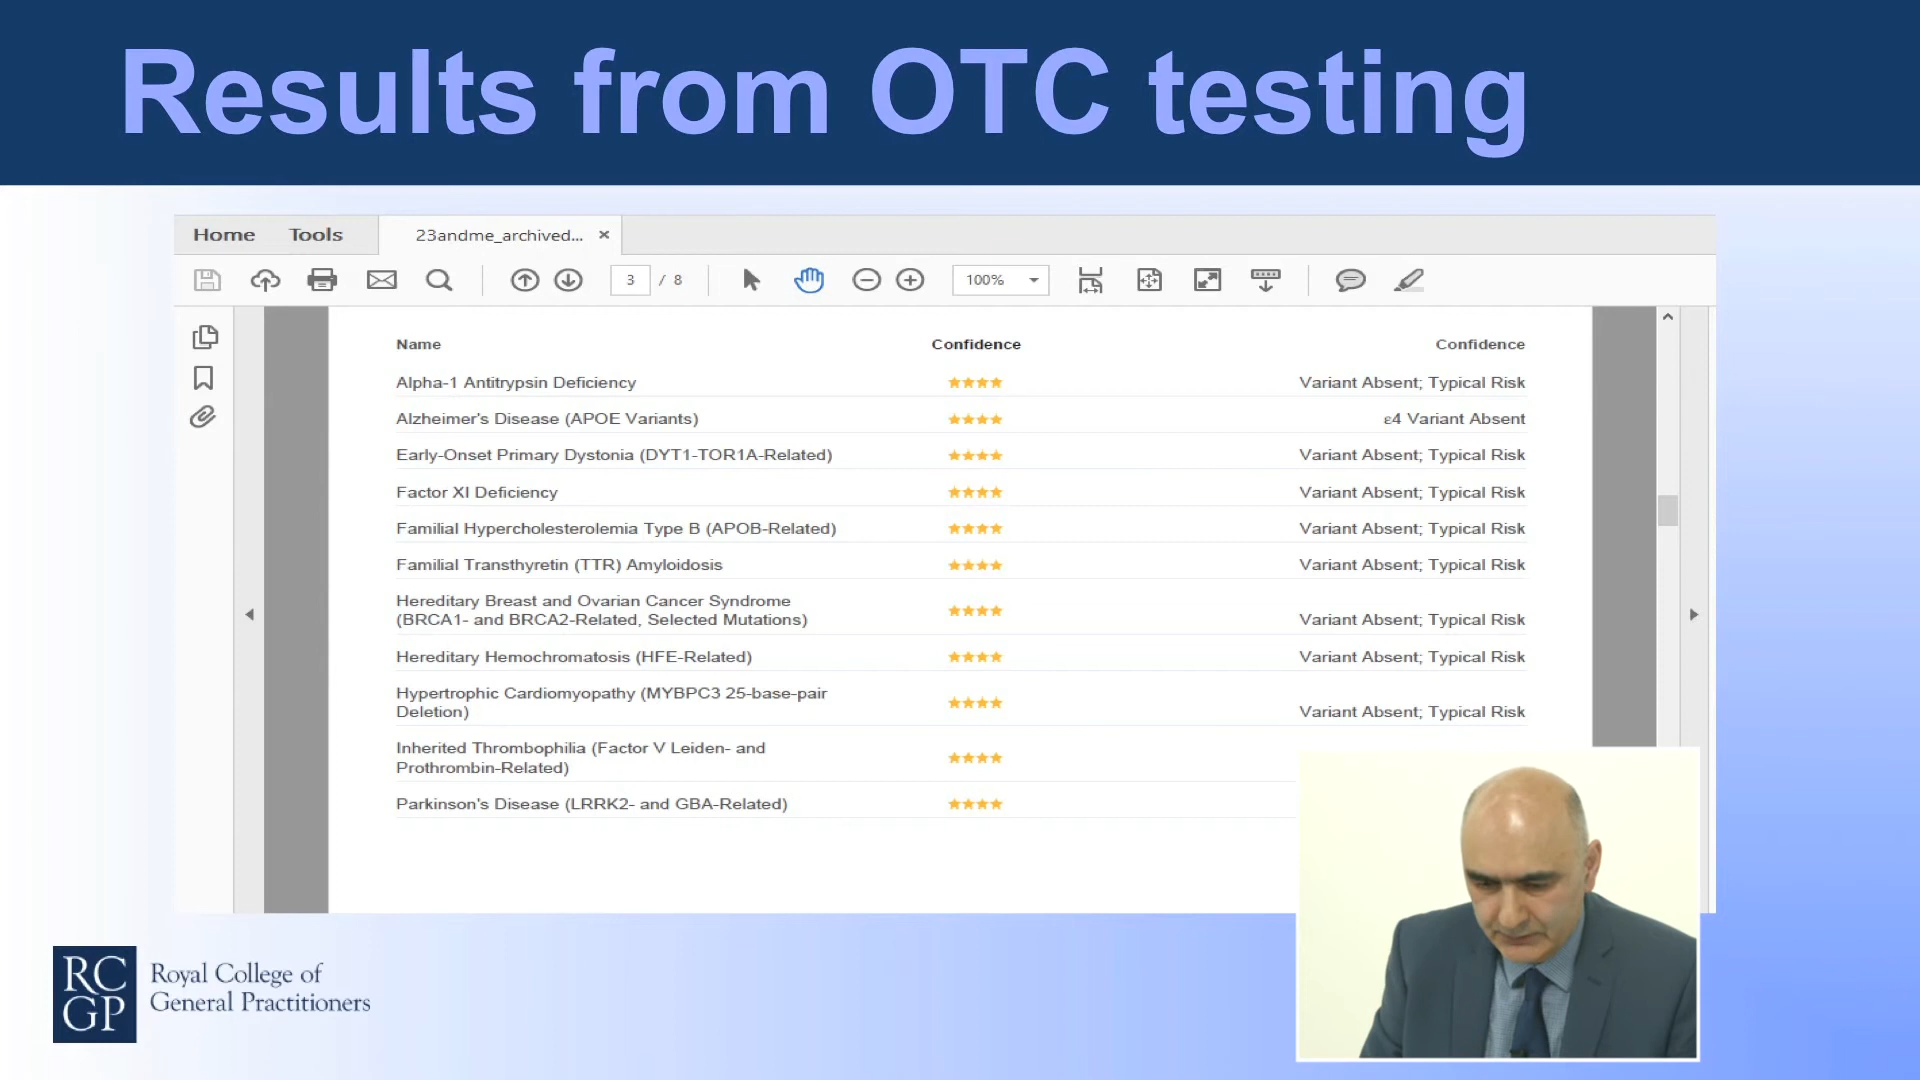 Results from OTC testing
Home Tools 23andme_archived... ×
3 / 8 100%
Name Confidence Confidence
Alpha-1 Antitrypsin Deficiency ★★★★ Variant Absent; Typical Risk
Alzheimer's Disease (APOE Variants) ★★★★ ε4 Variant Absent
Early-Onset Primary Dystonia (DYT1-TOR1A-Related) ★★★★ Variant Absent; Typical Risk
Factor XI Deficiency ★★★★ Variant Absent; Typical Risk
Familial Hypercholesterolemia Type B (APOB-Related) ★★★★ Variant Absent; Typical Risk
Familial Transthyretin (TTR) Amyloidosis ★★★★ Variant Absent; Typical Risk
Hereditary Breast and Ovarian Cancer Syndrome
(BRCA1- and BRCA2-Related, Selected Mutations) ★★★★ Variant Absent; Typical Risk
Hereditary Hemochromatosis (HFE-Related) ★★★★ Variant Absent; Typical Risk
Hypertrophic Cardiomyopathy (MYBPC3 25-base-pair
Deletion) ★★★★ Variant Absent; Typical Risk
Inherited Thrombophilia (Factor V Leiden- and
Prothrombin-Related) ★★★★
Parkinson's Disease (LRRK2- and GBA-Related) ★★★★
RC
GP
Royal College of
General Practitioners